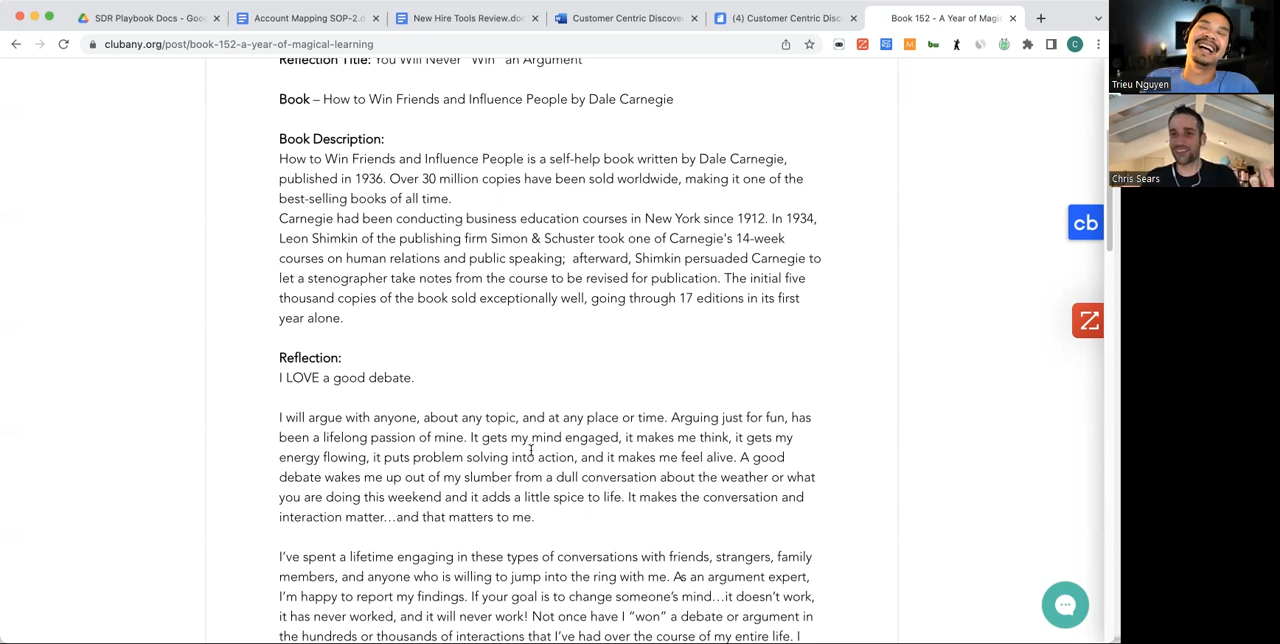 SDR Playbook Docs - Goo
Account Mapping SOP-2.d
New Hire Tools Review.doc
Customer Centric Discover
(4) Customer Centric Disc
Book 152 - A Year of Magic
clubany.org/post/book-152-a-year-of-magical-learning
Reflection Title: You Will Never "Win" an Argument
Book – How to Win Friends and Influence People by Dale Carnegie
Book Description:
How to Win Friends and Influence People is a self-help book written by Dale Carnegie,
published in 1936. Over 30 million copies have been sold worldwide, making it one of the
best-selling books of all time.
Carnegie had been conducting business education courses in New York since 1912. In 1934,
Leon Shimkin of the publishing firm Simon & Schuster took one of Carnegie's 14-week
courses on human relations and public speaking;  afterward, Shimkin persuaded Carnegie to
let a stenographer take notes from the course to be revised for publication. The initial five
thousand copies of the book sold exceptionally well, going through 17 editions in its first
year alone.
Reflection:
I LOVE a good debate.
I will argue with anyone, about any topic, and at any place or time. Arguing just for fun, has
been a lifelong passion of mine. It gets my mind engaged, it makes me think, it gets my
energy flowing, it puts problem solving into action, and it makes me feel alive. A good
debate wakes me up out of my slumber from a dull conversation about the weather or what
you are doing this weekend and it adds a little spice to life. It makes the conversation and
interaction matter…and that matters to me.
I've spent a lifetime engaging in these types of conversations with friends, strangers, family
members, and anyone who is willing to jump into the ring with me. As an argument expert,
I'm happy to report my findings. If your goal is to change someone's mind…it doesn't work,
it has never worked, and it will never work! Not once have I "won" a debate or argument in
the hundreds or thousands of interactions that I've had over the course of my entire life. I
Trieu Nguyen
Chris Sears
cb